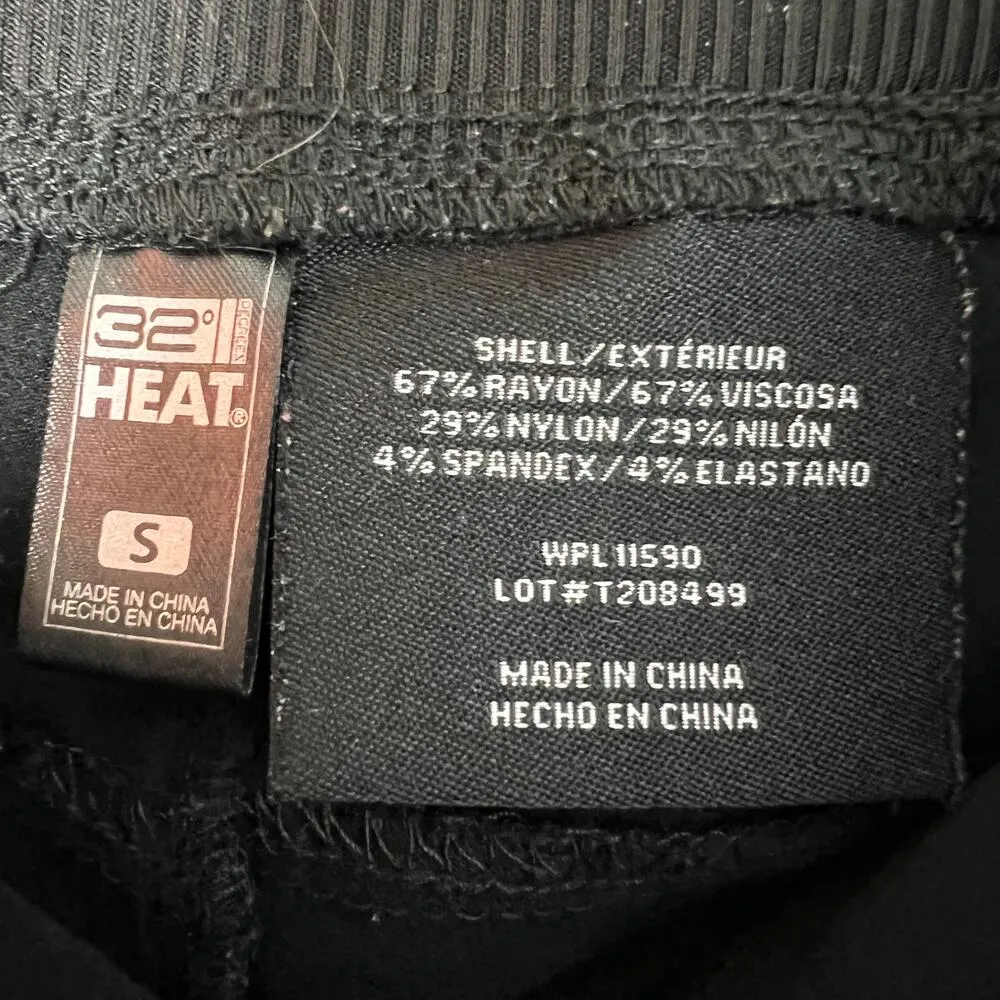 32°
DEGREES
HEAT®
S
MADE IN CHINA
HECHO EN CHINA
SHELL/EXTÉRIEUR
67% RAYON/67% VISCOSA
29% NYLON/29% NILÓN
4% SPANDEX/4% ELASTANO
WPL 11590
LOT#T208499
MADE IN CHINA
HECHO EN CHINA